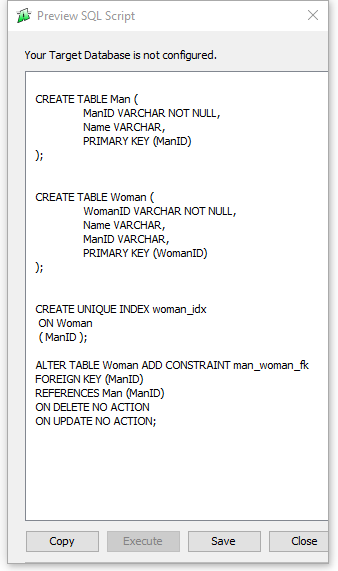 Preview SQL Script
Your Target Database is not configured.
CREATE TABLE Man (
ManID VARCHAR NOT NULL,
Name VARCHAR,
PRIMARY KEY (ManID)
);
CREATE TABLE Woman (
WomanID VARCHAR NOT NULL,
Name VARCHAR,
ManID VARCHAR,
PRIMARY KEY (WomanID)
);
CREATE UNIQUE INDEX woman_idx
ON Woman
( ManID );
ALTER TABLE Woman ADD CONSTRAINT man_woman_fk
FOREIGN KEY (ManID)
REFERENCES Man (ManID)
ON DELETE NO ACTION
ON UPDATE NO ACTION;
Copy Execute Save Close